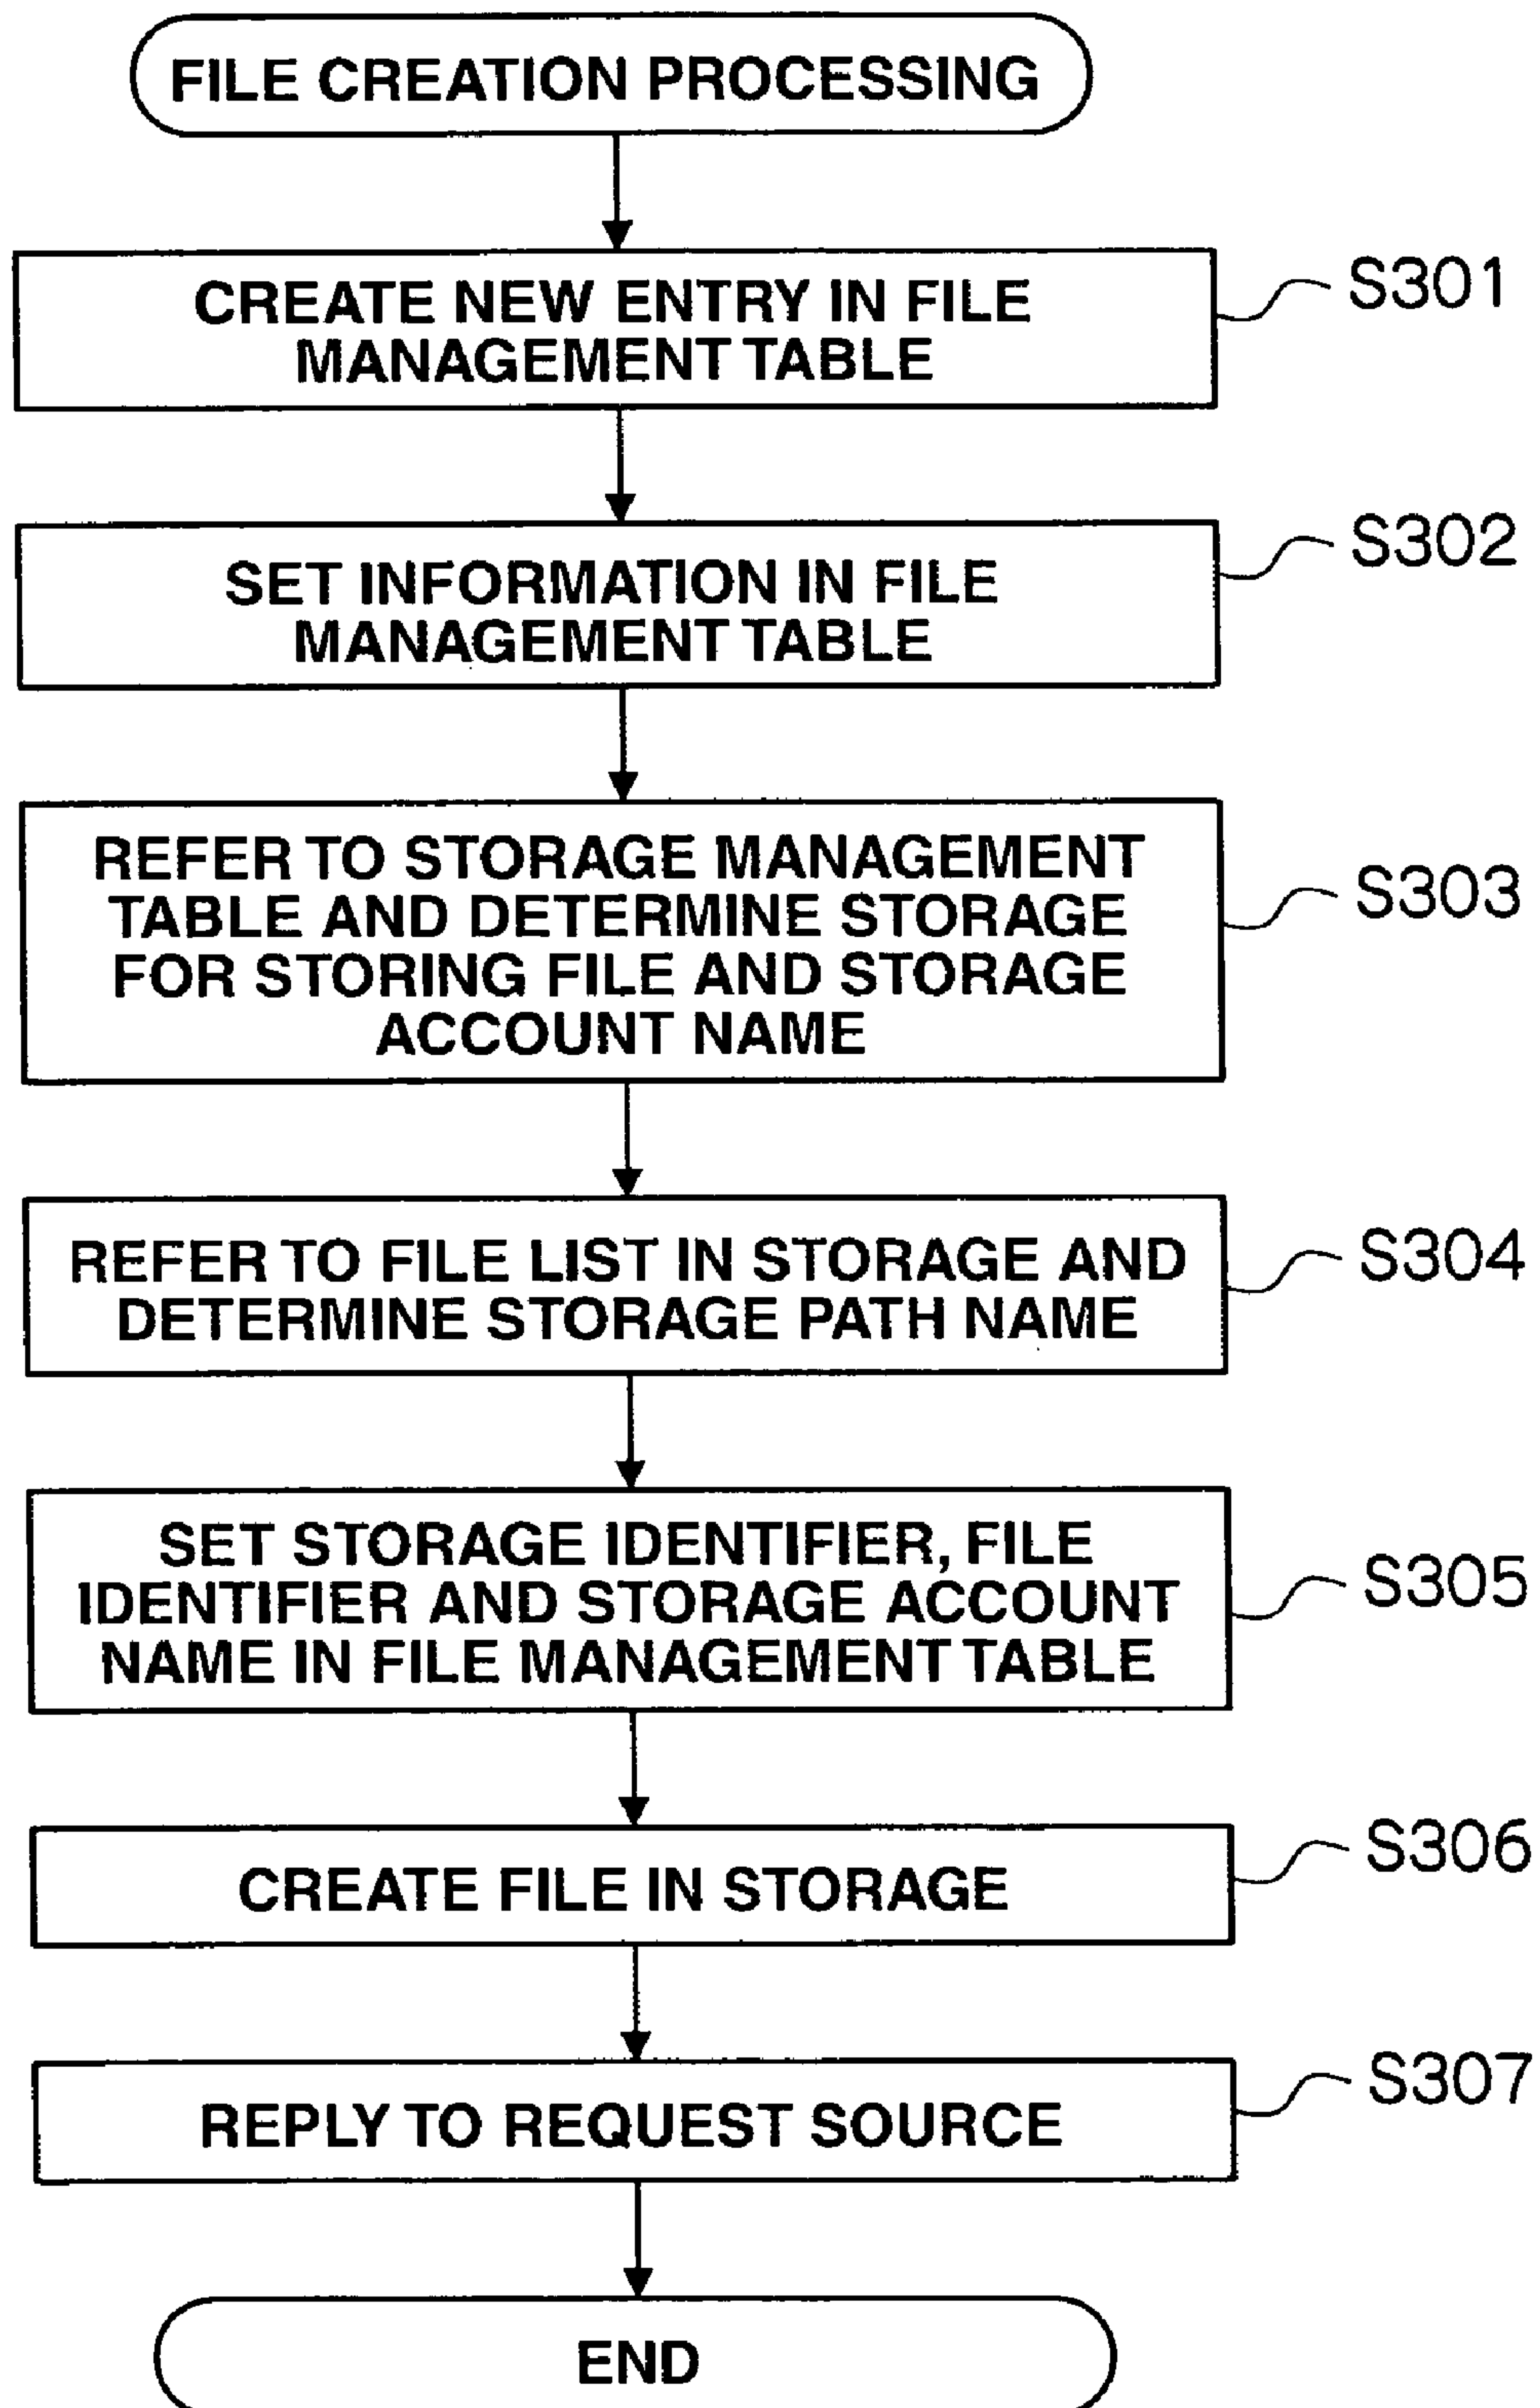 FILE CREATION PROCESSING
CREATE NEW ENTRY IN FILE
MANAGEMENT TABLE
S301
SET INFORMATION IN FILE
MANAGEMENT TABLE
S302
REFER TO STORAGE MANAGEMENT
TABLE AND DETERMINE STORAGE
FOR STORING FILE AND STORAGE
ACCOUNT NAME
S303
REFER TO FILE LIST IN STORAGE AND
DETERMINE STORAGE PATH NAME
S304
SET STORAGE IDENTIFIER, FILE
IDENTIFIER AND STORAGE ACCOUNT
NAME IN FILE MANAGEMENT TABLE
S305
CREATE FILE IN STORAGE
S306
REPLY TO REQUEST SOURCE
S307
END